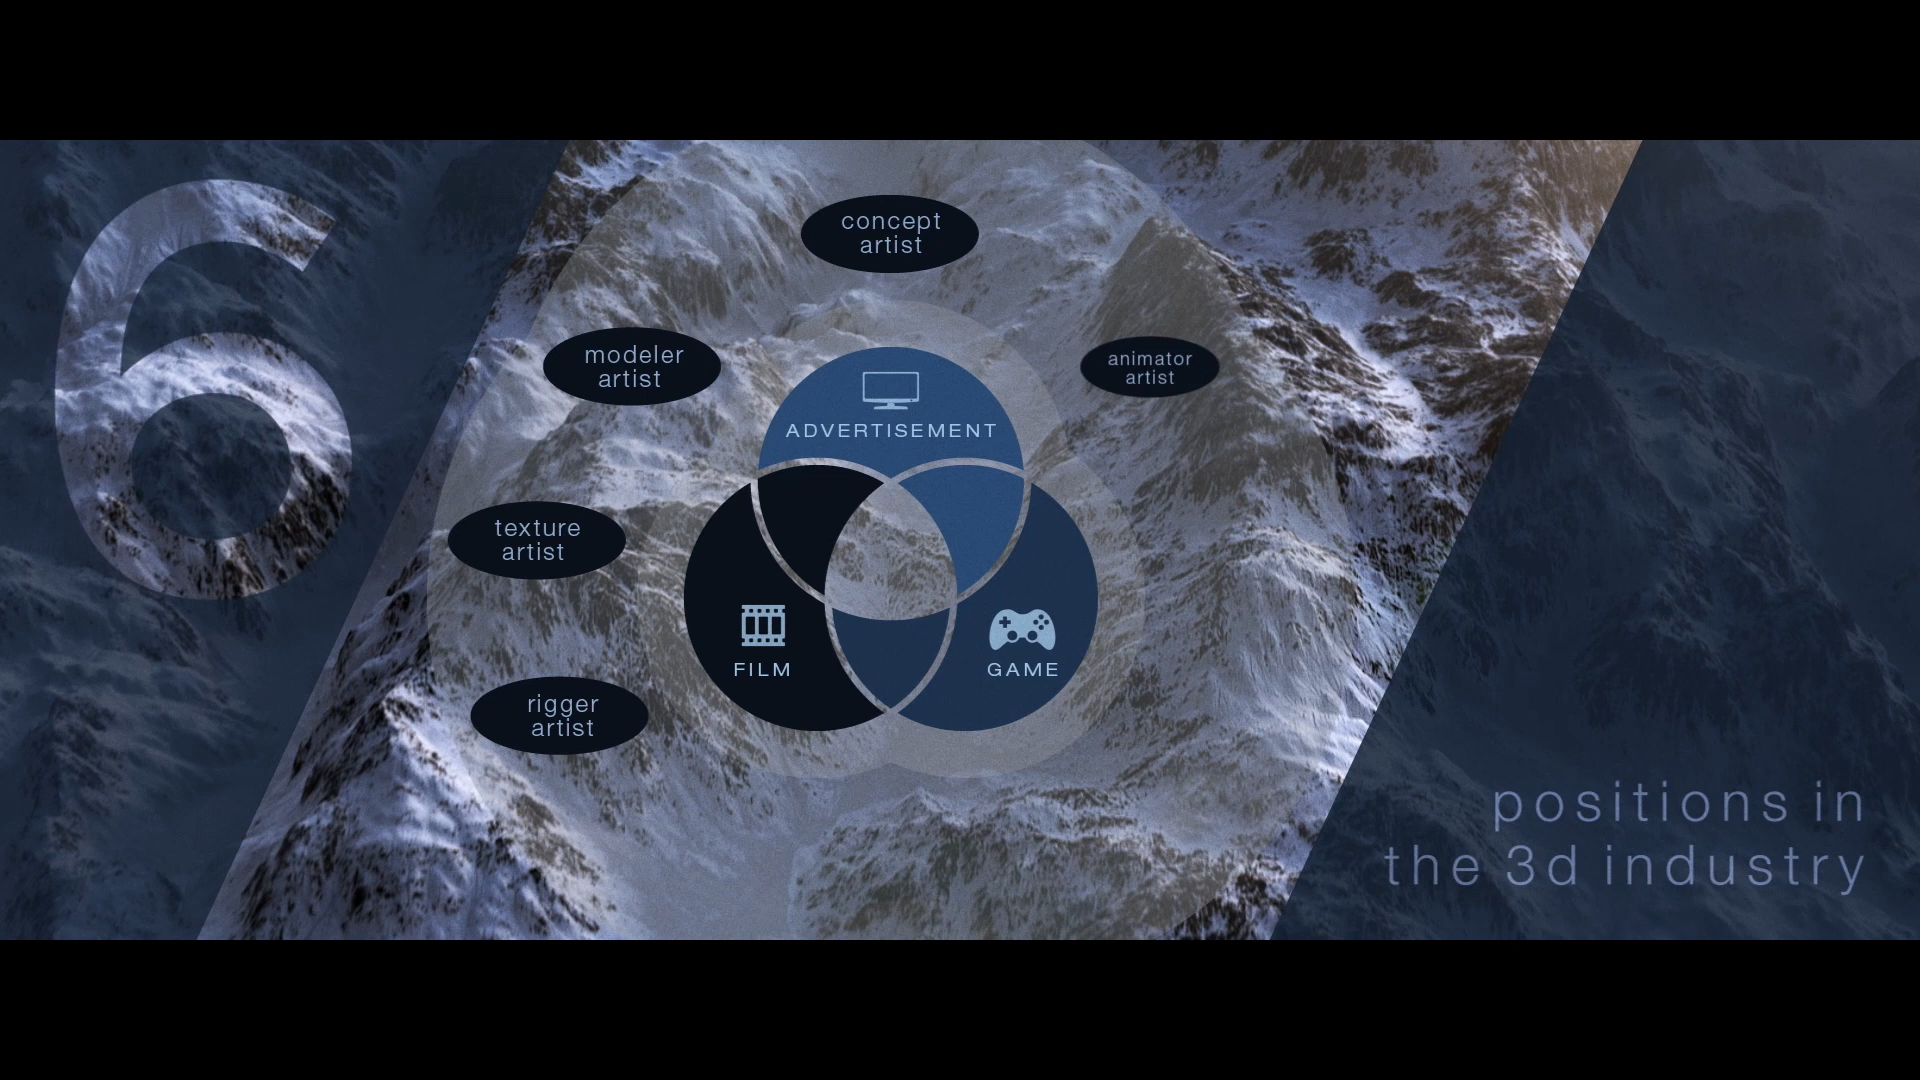 6
concept
artist
modeler
artist
animator
artist
ADVERTISEMENT
texture
artist
FILM
GAME
rigger
artist
positions in
the 3d industry